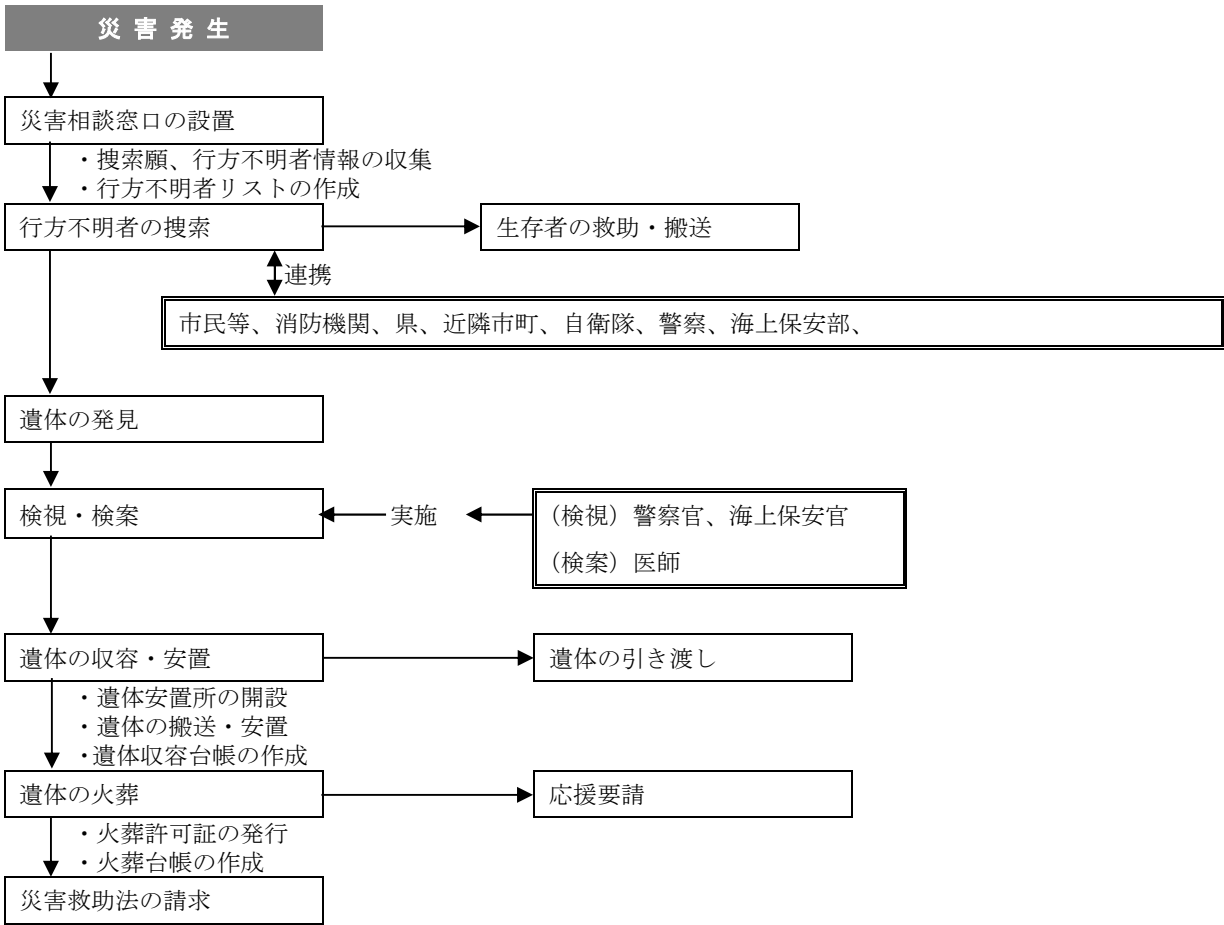 災害発生
災害相談窓口の設置
・捜索願、行方不明者情報の収集
・行方不明者リストの作成
行方不明者の捜索
生存者の救助・搬送
連携
市民等、消防機関、県、近隣市町、自衛隊、警察、海上保安部、
遺体の発見
検視・検案
実施
（検視）警察官、海上保安官
（検案）医師
遺体の収容・安置
遺体の引き渡し
・遺体安置所の開設
・遺体の搬送・安置
・遺体収容台帳の作成
遺体の火葬
応援要請
・火葬許可証の発行
・火葬台帳の作成
災害救助法の請求